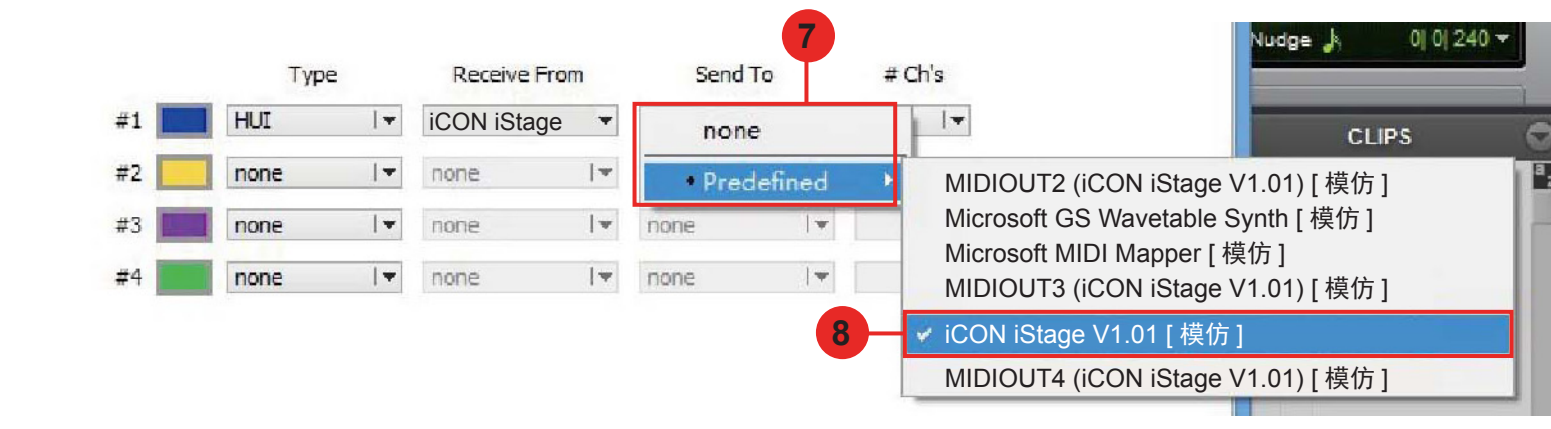 7
Nudge 0| 0| 240
Type Receive From Send To # Ch's
#1 HUI iCON iStage none
CLIPS
#2 none none • Predefined
#3 none none none
#4 none none none
MIDIOUT2 (iCON iStage V1.01) [ 模仿 ]
Microsoft GS Wavetable Synth [ 模仿 ]
Microsoft MIDI Mapper [ 模仿 ]
MIDIOUT3 (iCON iStage V1.01) [ 模仿 ]
8 iCON iStage V1.01 [ 模仿 ]
MIDIOUT4 (iCON iStage V1.01) [ 模仿 ]